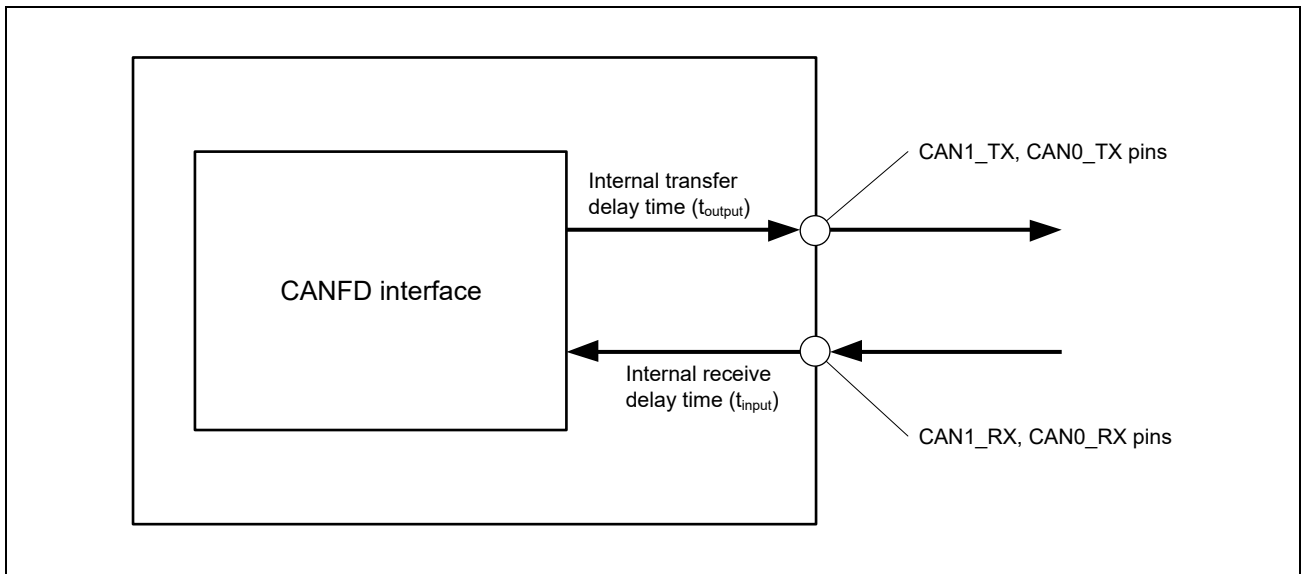 CAN1_TX, CAN0_TX pins
Internal transfer
delay time (toutput)
CANFD interface
Internal receive
delay time (tinput)
CAN1_RX, CAN0_RX pins